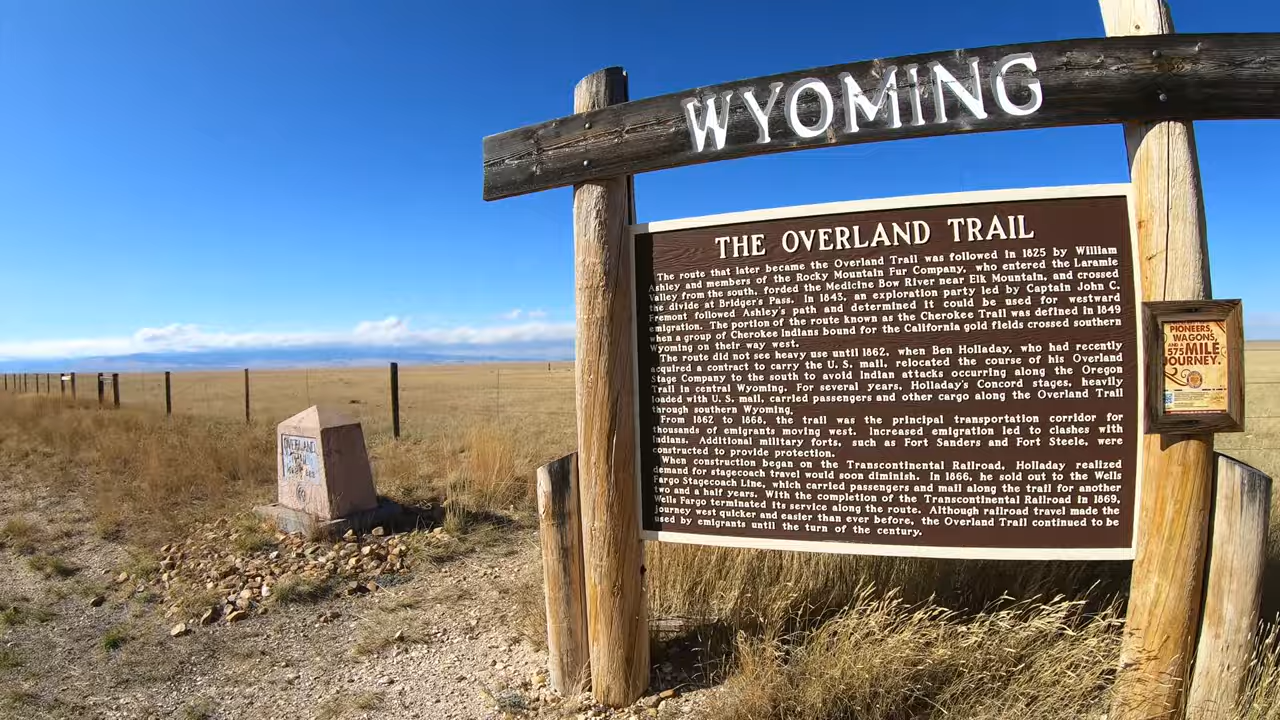 WYOMING
THE OVERLAND TRAIL
The route that later became the Overland Trail was followed in 1825 by William
Ashley and members of the Rocky Mountain Fur Company, who entered the Laramie
Valley from the south, forded the Medicine Bow River near Elk Mountain, and crossed
the divide at Bridger's Pass. In 1843, an exploration party led by Captain John C.
Fremont followed Ashley's path and determined it could be used for westward
emigration. The portion of the route known as the Cherokee Trail was defined in 1849
when a group of Cherokee Indians bound for the California gold fields crossed southern
Wyoming on their way west.
The route did not see heavy use until 1862, when Ben Holladay, who had recently
acquired a contract to carry the U. S. mail, relocated the course of his Overland
Stage Company to the south to avoid Indian attacks occurring along the Oregon
Trail in central Wyoming. For several years, Holladay's Concord stages, heavily
loaded with U. S. mail, carried passengers and other cargo along the Overland Trail
through southern Wyoming.
From 1862 to 1868, the trail was the principal transportation corridor for
thousands of emigrants moving west. Increased emigration led to clashes with
Indians. Additional military forts, such as Fort Sanders and Fort Steele, were
constructed to provide protection.
When construction began on the Transcontinental Railroad, Holladay realized
demand for stagecoach travel would soon diminish. In 1866, he sold out to the Wells
Fargo Stagecoach Line, which carried passengers and mail along the trail for another
two and a half years. With the completion of the Transcontinental Railroad in 1869,
Wells Fargo terminated its service along the route. Although railroad travel made the
journey west quicker and easier than ever before, the Overland Trail continued to be
used by emigrants until the turn of the century.
PIONEERS,
WAGONS,
AND A
575 MILE
JOURNEY.
OVERLAND
TRAIL